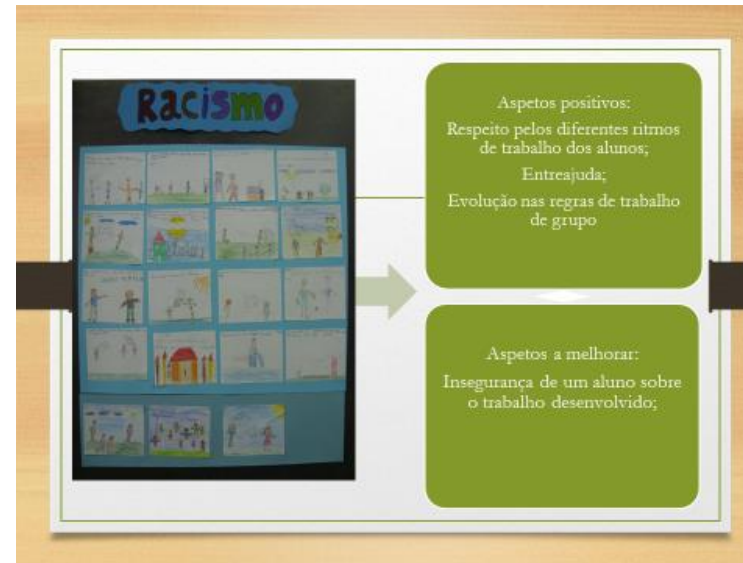 Racismo
Aspetos positivos:
Respeito pelos diferentes ritmos
de trabalho dos alunos;
Entreajuda;
Evolução nas regras de trabalho
de grupo
Aspetos a melhorar:
Insegurança de um aluno sobre
o trabalho desenvolvido;